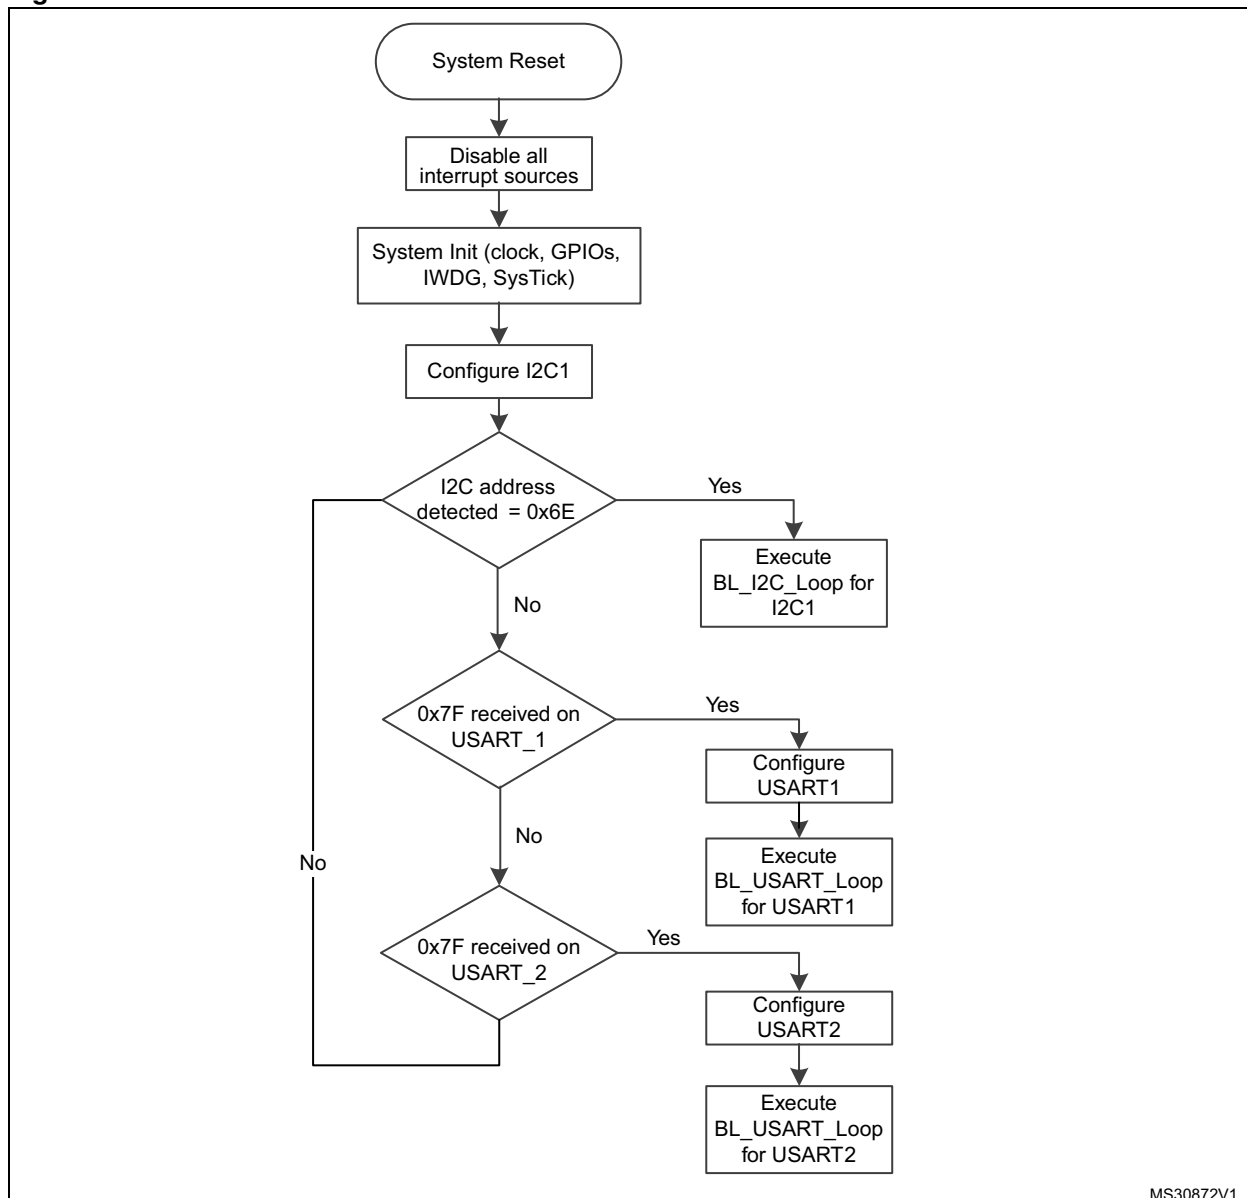 System Reset
Disable all
interrupt sources
System Init (clock, GPIOs,
IWDG, SysTick)
Configure I2C1
I2C address
detected = 0x6E
Yes
Execute
BL_I2C_Loop for
I2C1
No
0x7F received on
USART_1
Yes
Configure
USART1
No
Execute
BL_USART_Loop
for USART1
No
0x7F received on
USART_2
Yes
Configure
USART2
Execute
BL_USART_Loop
for USART2
MS30872V1